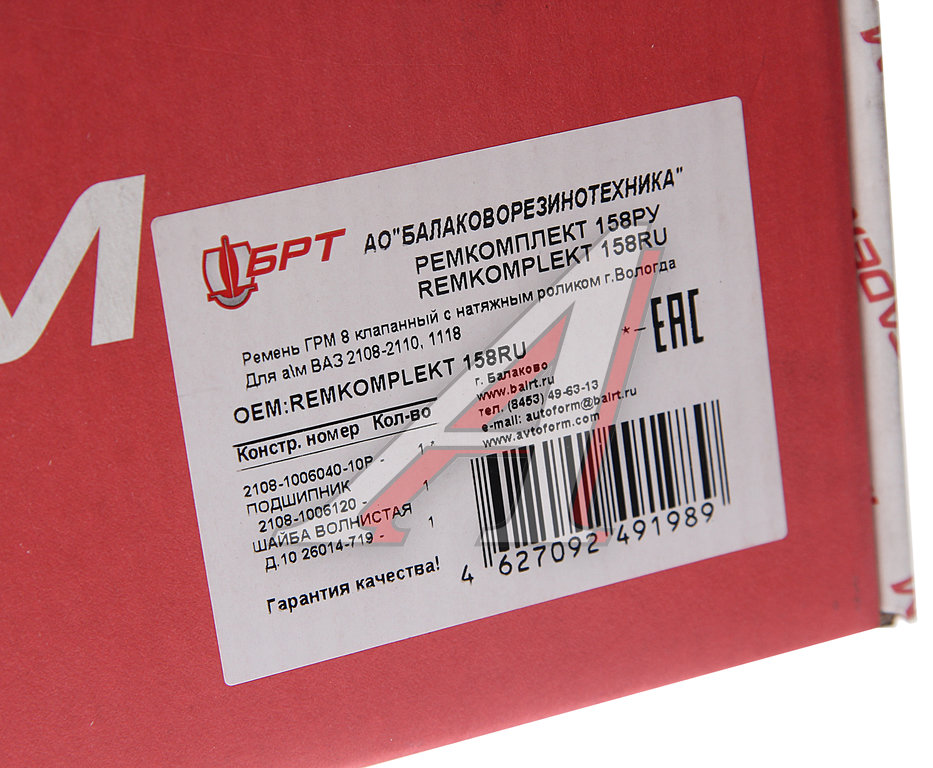 БРТ
АО"БАЛАКОВОРЕЗИНОТЕХНИКА"
РЕМКОМПЛЕКТ 158РУ
REMKOMPLEKT 158RU
Ремень ГРМ 8 клапанный с натяжным роликом г.Вологда
Для а\м ВАЗ 2108-2110, 1118
*-
EAC
OEM:REMKOMPLEKT 158RU
г. Балаково
www.balrt.ru
тел. (8453) 49-63-13
e-mail: autoform@balrt.ru
www.avtoform.com
Констр. номер Кол-во
2108-1006040-10Р - 1
ПОДШИПНИК
2108-1006120 - 1
ШАЙБА ВОЛНИСТАЯ
Д.10 26014-719 - 1
Гарантия качества!
4 627092 491989